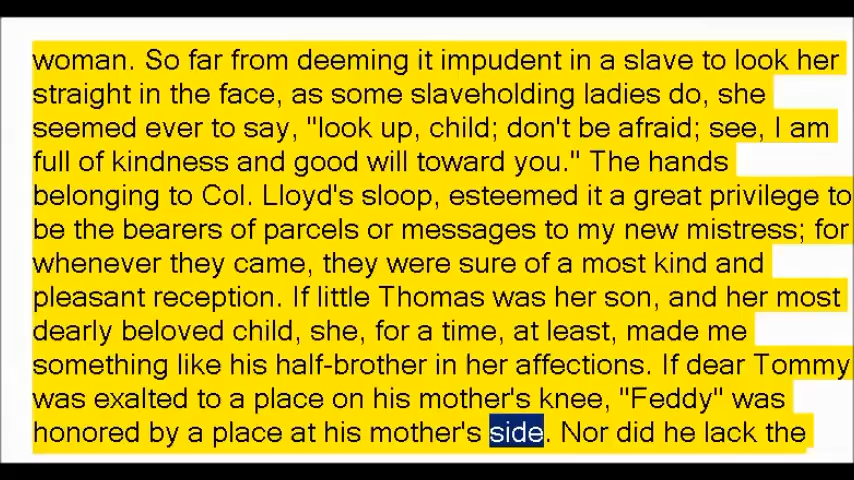 woman. So far from deeming it impudent in a slave to look her
straight in the face, as some slaveholding ladies do, she
seemed ever to say, "look up, child; don't be afraid; see, I am
full of kindness and good will toward you." The hands
belonging to Col. Lloyd's sloop, esteemed it a great privilege to
be the bearers of parcels or messages to my new mistress; for
whenever they came, they were sure of a most kind and
pleasant reception. If little Thomas was her son, and her most
dearly beloved child, she, for a time, at least, made me
something like his half-brother in her affections. If dear Tommy
was exalted to a place on his mother's knee, "Feddy" was
honored by a place at his mother's side. Nor did he lack the